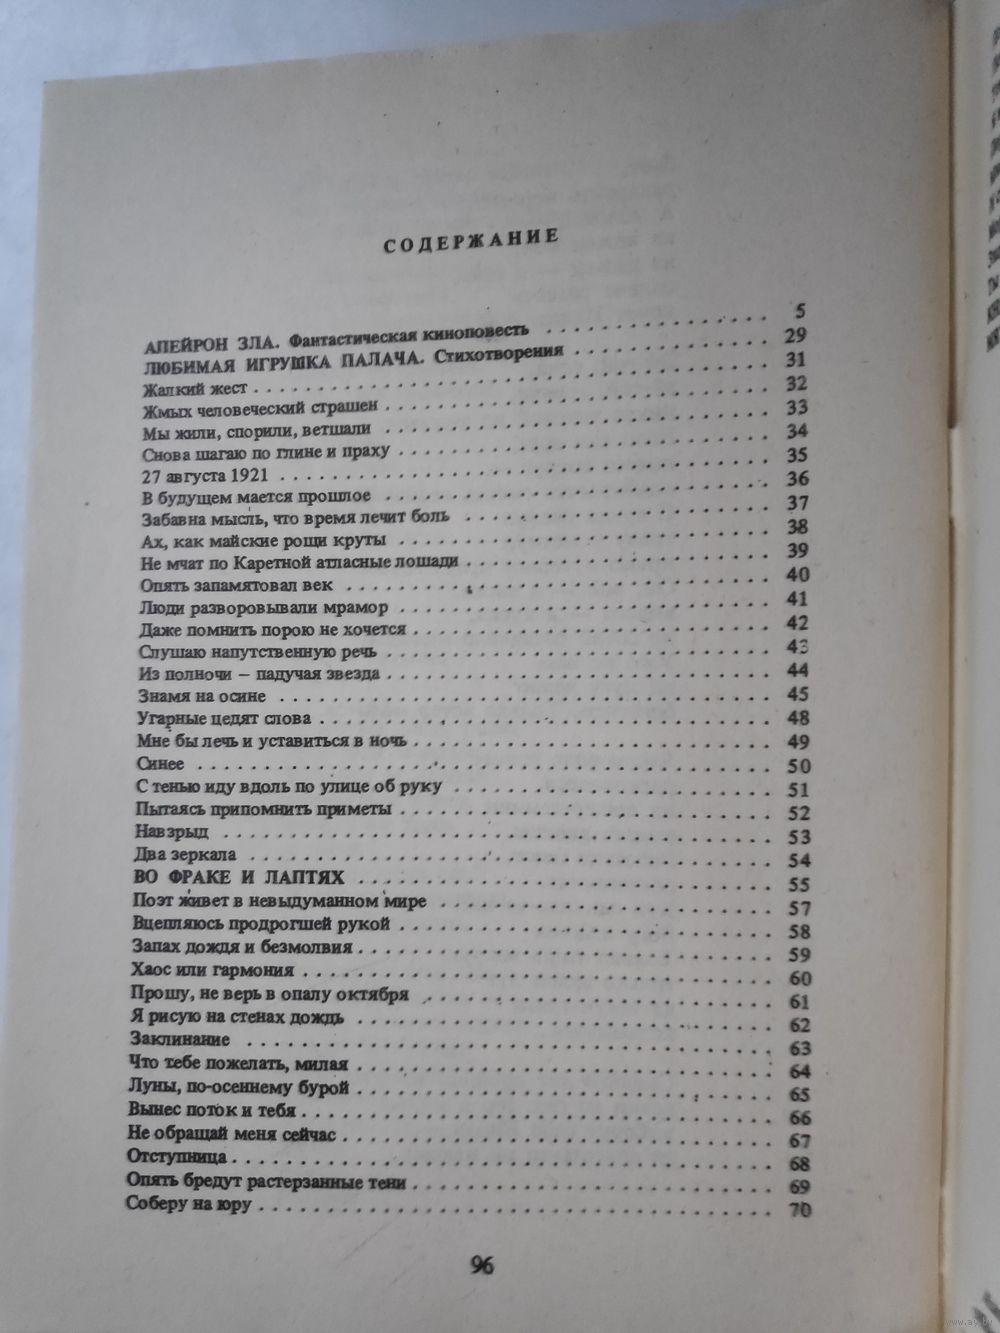 СОДЕРЖАНИЕ
АПЕЙРОН ЗЛА. Фантастическая киноповесть . . . . . . . . . . . . . . . . 5
ЛЮБИМАЯ ИГРУШКА ПАЛАЧА. Стихотворения . . . . . . . . . . . . . . . 29
Жалкий жест . . . . . . . . . . . . . . . . 31
Жмых человеческий страшен . . . . . . . . . . . . . . . . 32
Мы жили, спорили, ветшали . . . . . . . . . . . . . . . . 33
Снова шагаю по глине и праху . . . . . . . . . . . . . . . . 34
27 августа 1921 . . . . . . . . . . . . . . . . 35
В будущем мается прошлое . . . . . . . . . . . . . . . . 36
Забавна мысль, что время лечит боль . . . . . . . . . . . . . . . . 37
Ах, как майские рощи круты . . . . . . . . . . . . . . . . 38
Не мчат по Каретной атласные лошади . . . . . . . . . . . . . . . . 39
Опять запамятовал век . . . . . . . . . . . . . . . . 40
Люди разворовывали мрамор . . . . . . . . . . . . . . . . 41
Даже помнить порою не хочется . . . . . . . . . . . . . . . . 42
Слушаю напутственную речь . . . . . . . . . . . . . . . . 43
Из полночи – падучая звезда . . . . . . . . . . . . . . . . 44
Знамя на осине . . . . . . . . . . . . . . . . 45
Угарные цедят слова . . . . . . . . . . . . . . . . 48
Мне бы лечь и уставиться в ночь . . . . . . . . . . . . . . . . 49
Синее . . . . . . . . . . . . . . . . 50
С тенью иду вдоль по улице об руку . . . . . . . . . . . . . . . . 51
Пытаясь припомнить приметы . . . . . . . . . . . . . . . . 52
Навзрыд . . . . . . . . . . . . . . . . 53
Два зеркала . . . . . . . . . . . . . . . . 54
ВО ФРАКЕ И ЛАПТЯХ . . . . . . . . . . . . . . . . 55
Поэт живет в невыдуманном мире . . . . . . . . . . . . . . . . 57
Вцепляюсь продрогшей рукой . . . . . . . . . . . . . . . . 58
Запах дождя и безмолвия . . . . . . . . . . . . . . . . 59
Хаос или гармония . . . . . . . . . . . . . . . . 60
Прошу, не верь в опалу октября . . . . . . . . . . . . . . . . 61
Я рисую на стенах дождь . . . . . . . . . . . . . . . . 62
Заклинание . . . . . . . . . . . . . . . . 63
Что тебе пожелать, милая . . . . . . . . . . . . . . . . 64
Луны, по-осеннему бурой . . . . . . . . . . . . . . . . 65
Вынес поток и тебя . . . . . . . . . . . . . . . . 66
Не обращай меня сейчас . . . . . . . . . . . . . . . . 67
Отступница . . . . . . . . . . . . . . . . 68
Опять бредут растерзанные тени . . . . . . . . . . . . . . . . 69
Соберу на юру . . . . . . . . . . . . . . . . 70
96